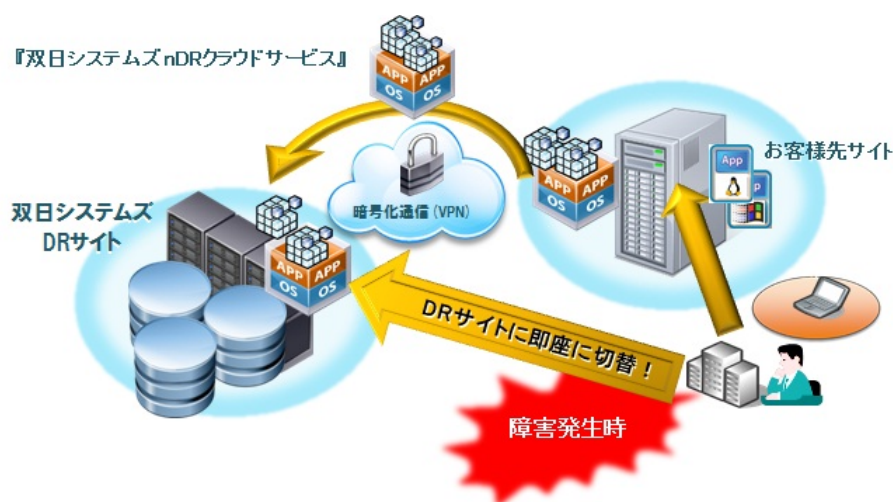 『双日システムズnDRクラウドサービス』
APP APP
OS OS
お客様先サイト
App
p
APP APP
OS OS
暗号化通信(VPN)
双日システムズ
DRサイト
APP APP
OS OS
DRサイトに即座に切替！
障害発生時